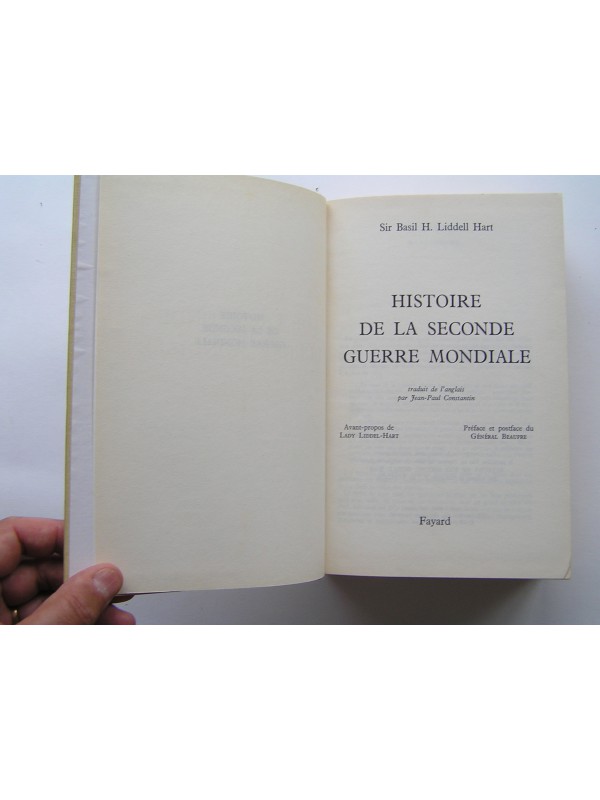 Sir Basil H. Liddell Hart
HISTOIRE
DE LA SECONDE
GUERRE MONDIALE
traduit de l'anglais
par Jean-Paul Constantin
Avant-propos de
LADY LIDDEL-HART
Préface et postface du
GÉNÉRAL BEAUFRE
Fayard